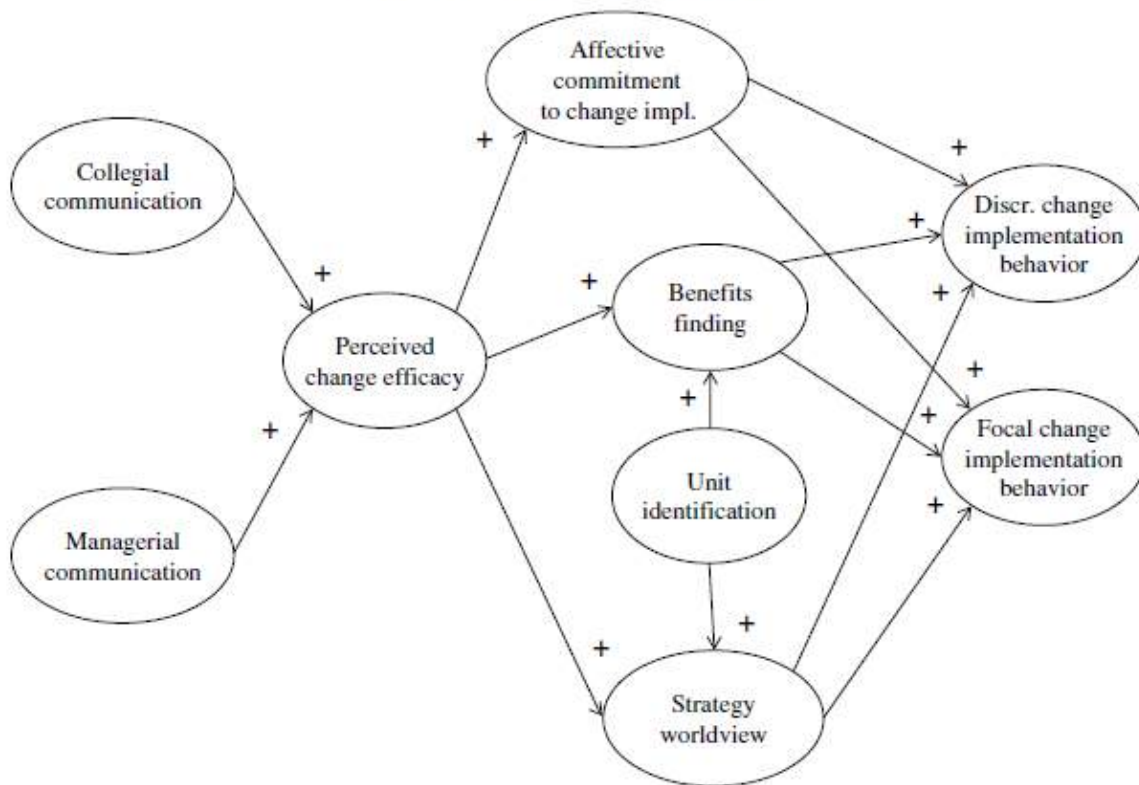 Affective
commitment
to change impl.
+
+
Collegial
communication
Discr. change
implementation
behavior
+
+
+
Benefits
finding
+
+
Perceived
change efficacy
+
+
+
Focal change
implementation
behavior
+
Unit
identification
+
Managerial
communication
+
+
Strategy
worldview